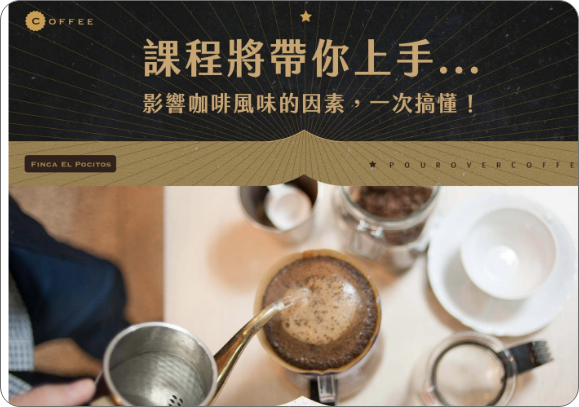 COFFEE
課程將帶你上手...
影響咖啡風味的因素，一次搞懂！
FINCA EL POCITOS
POUROVERCOFFE